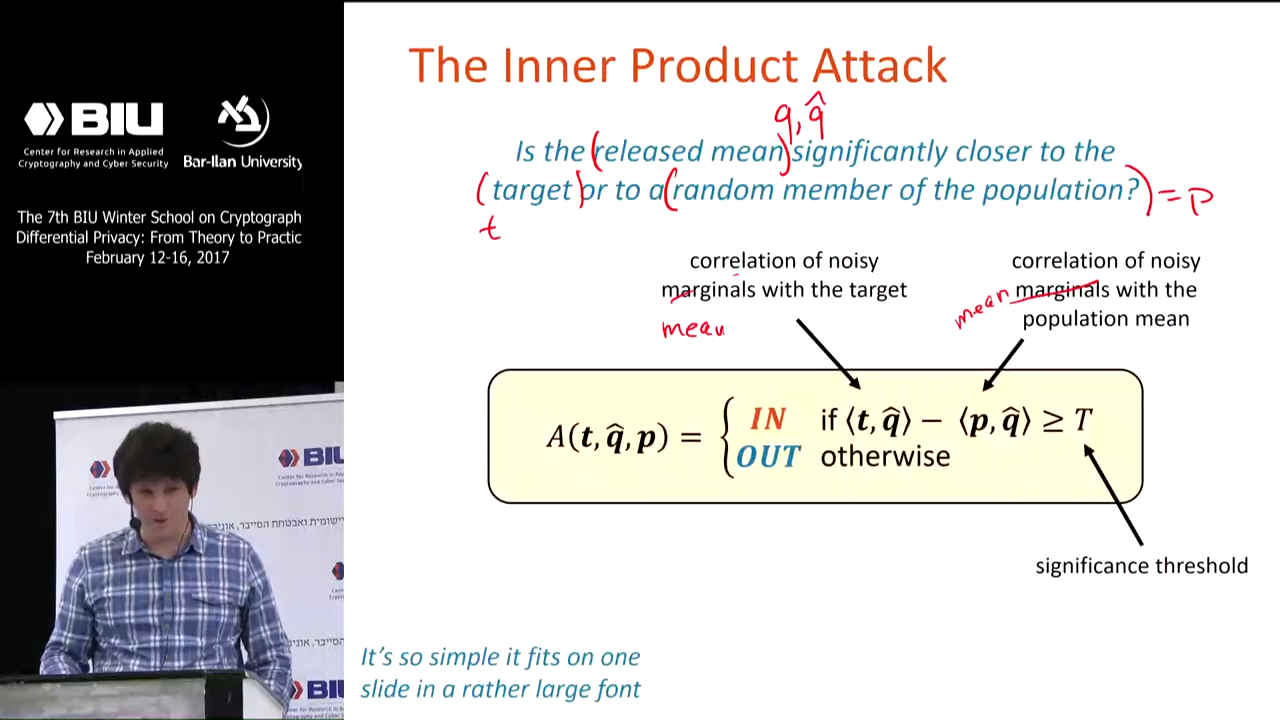 BIU
Center for Research in Applied
Cryptography and Cyber Security
Bar-Ilan University
The 7th BIU Winter School on Cryptograph
Differential Privacy: From Theory to Practic
February 12-16, 2017
The Inner Product Attack
q, q̂
Is the (released mean) significantly closer to the
(target) or to a (random member of the population?) = p
t
correlation of noisy
marginals with the target
mean
correlation of noisy
mean marginals with the
population mean
A(t, q̂, p) = { IN if ⟨t, q̂⟩ − ⟨p, q̂⟩ ≥ T
OUT otherwise
significance threshold
It's so simple it fits on one
slide in a rather large font
BIU
BIU